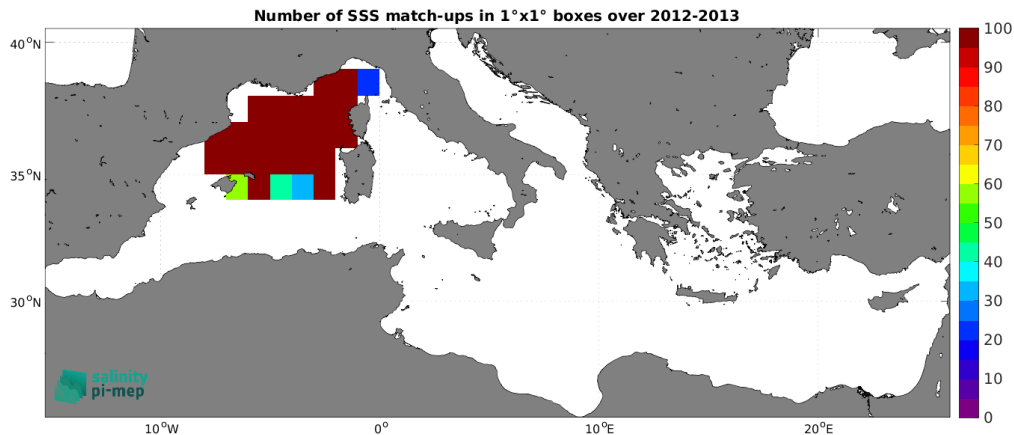 Number of SSS match-ups in 1°x1° boxes over 2012-2013
40°N
35°N
30°N
10°W
0°
10°E
20°E
100
90
80
70
60
50
40
30
20
10
0
salinity
pi-mep